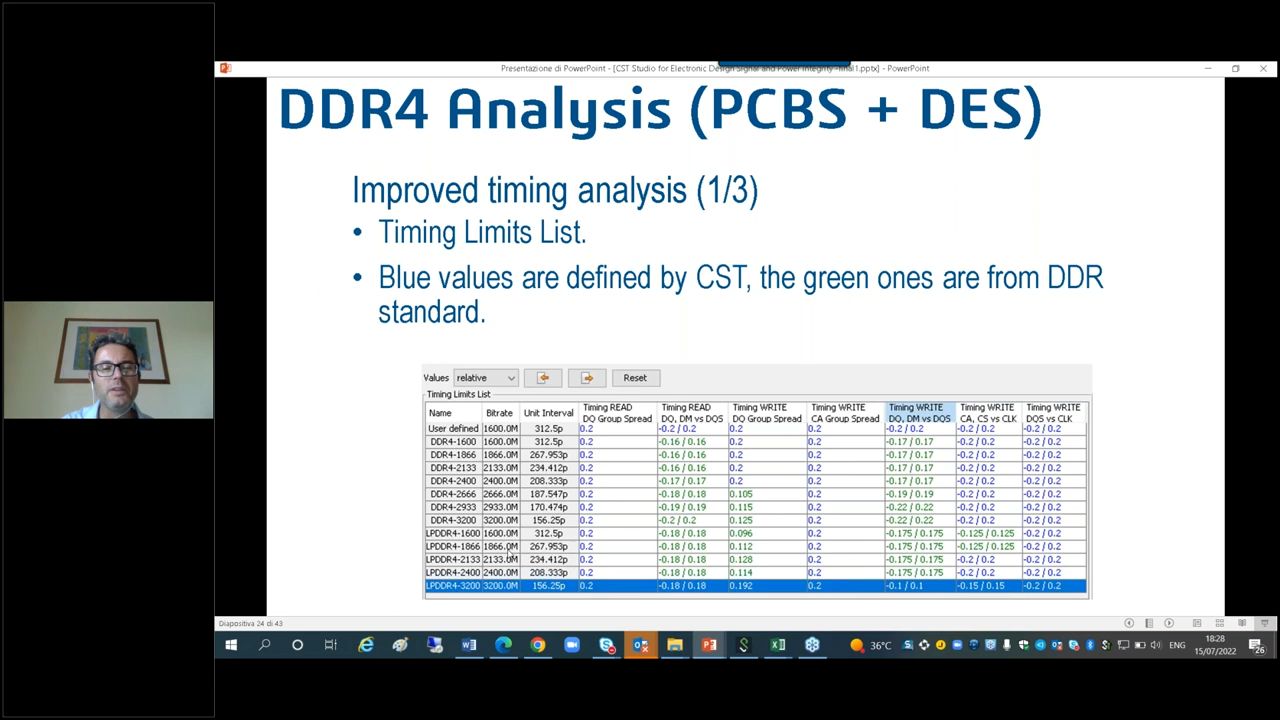 Presentazione di PowerPoint - [CST Studio for Electronic Design Signal and Power Integrity -final1.pptx] - PowerPoint
DDR4 Analysis (PCBS + DES)
Improved timing analysis (1/3)
• Timing Limits List.
• Blue values are defined by CST, the green ones are from DDR
standard.
Values relative Reset
Timing Limits List
Name Bitrate Unit Interval Timing READ DQ Group Spread Timing READ DQ, DM vs DQS Timing WRITE DQ Group Spread Timing WRITE CA Group Spread Timing WRITE DQ, DM vs DQS Timing WRITE CA, CS vs CLK Timing WRITE DQS vs CLK
User defined 1600.0M 312.5p 0.2 -0.2 / 0.2 0.2 0.2 -0.2 / 0.2 -0.2 / 0.2 -0.2 / 0.2
DDR4-1600 1600.0M 312.5p 0.2 -0.16 / 0.16 0.2 0.2 -0.17 / 0.17 -0.2 / 0.2 -0.2 / 0.2
DDR4-1866 1866.0M 267.953p 0.2 -0.16 / 0.16 0.2 0.2 -0.17 / 0.17 -0.2 / 0.2 -0.2 / 0.2
DDR4-2133 2133.0M 234.412p 0.2 -0.16 / 0.16 0.2 0.2 -0.17 / 0.17 -0.2 / 0.2 -0.2 / 0.2
DDR4-2400 2400.0M 208.333p 0.2 -0.17 / 0.17 0.2 0.2 -0.17 / 0.17 -0.2 / 0.2 -0.2 / 0.2
DDR4-2666 2666.0M 187.547p 0.2 -0.18 / 0.18 0.105 0.2 -0.19 / 0.19 -0.2 / 0.2 -0.2 / 0.2
DDR4-2933 2933.0M 170.474p 0.2 -0.19 / 0.19 0.115 0.2 -0.22 / 0.22 -0.2 / 0.2 -0.2 / 0.2
DDR4-3200 3200.0M 156.25p 0.2 -0.2 / 0.2 0.125 0.2 -0.22 / 0.22 -0.2 / 0.2 -0.2 / 0.2
LPDDR4-1600 1600.0M 312.5p 0.2 -0.18 / 0.18 0.096 0.2 -0.175 / 0.175 -0.125 / 0.125 -0.2 / 0.2
LPDDR4-1866 1866.0M 267.953p 0.2 -0.18 / 0.18 0.112 0.2 -0.175 / 0.175 -0.125 / 0.125 -0.2 / 0.2
LPDDR4-2133 2133.0M 234.412p 0.2 -0.18 / 0.18 0.128 0.2 -0.175 / 0.175 -0.2 / 0.2 -0.2 / 0.2
LPDDR4-2400 2400.0M 208.333p 0.2 -0.18 / 0.18 0.114 0.2 -0.175 / 0.175 -0.2 / 0.2 -0.2 / 0.2
LPDDR4-3200 3200.0M 156.25p 0.2 -0.18 / 0.18 0.192 0.2 -0.1 / 0.1 -0.15 / 0.15 -0.2 / 0.2
Diapositiva 24 di 43
36°C ENG 18:28
15/07/2022 26